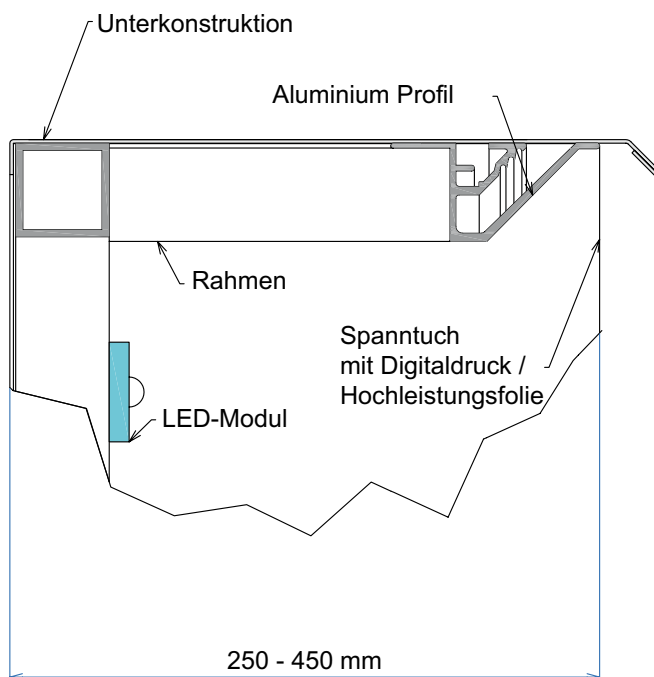 Unterkonstruktion
Aluminium Profil
Rahmen
Spanntuch
mit Digitaldruck /
Hochleistungsfolie
LED-Modul
250 - 450 mm